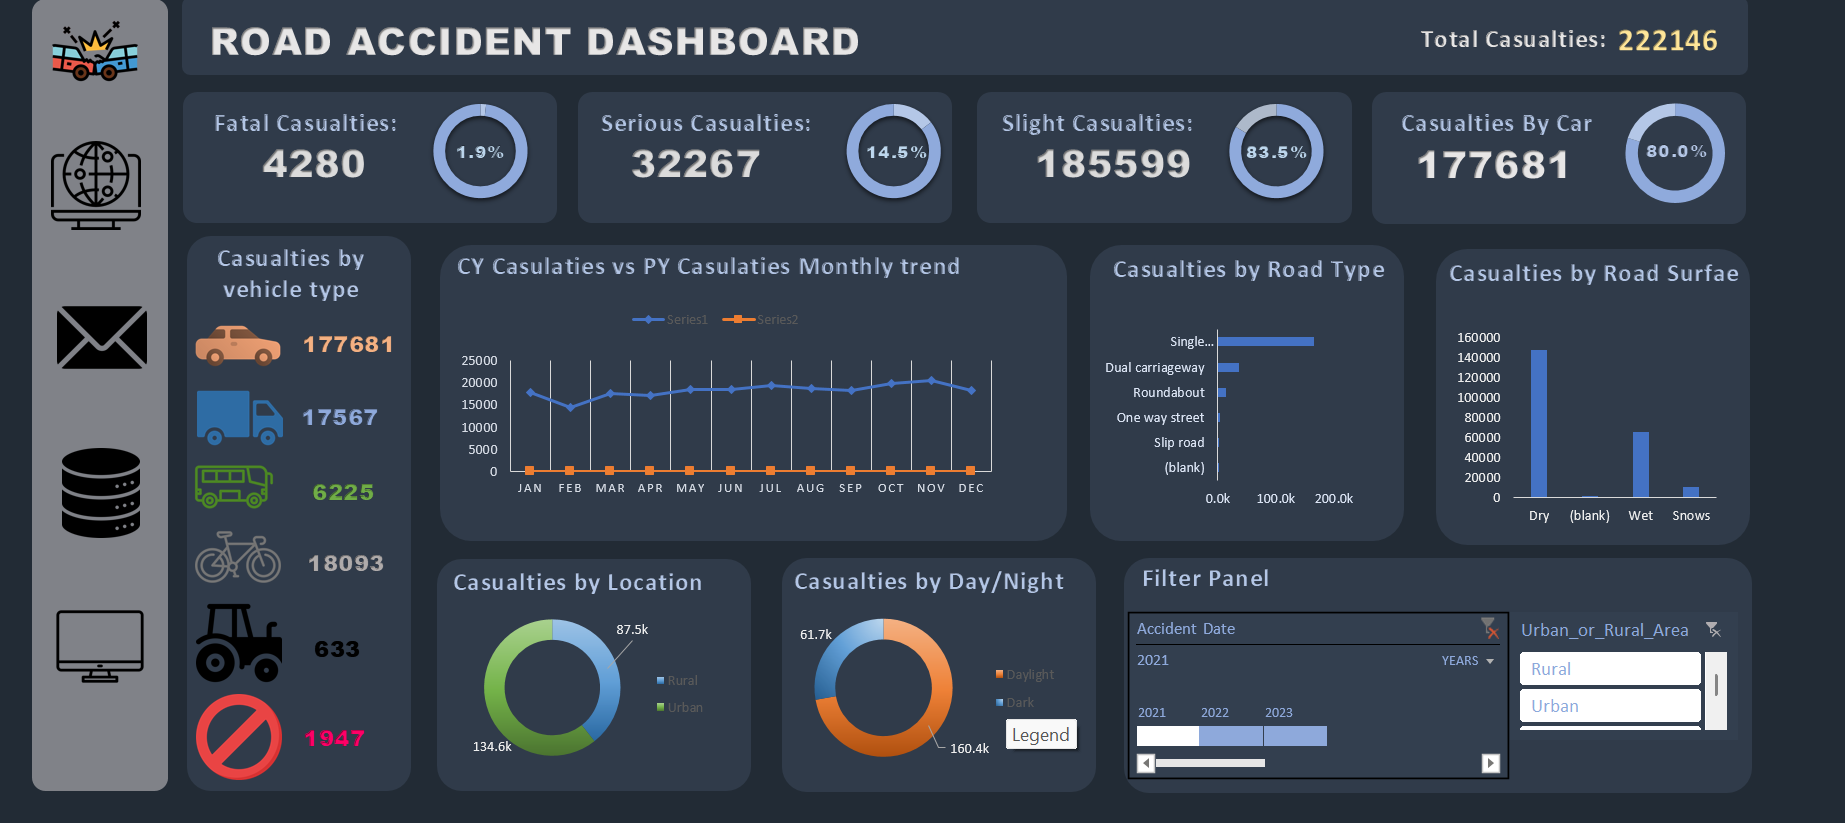 ROAD ACCIDENT DASHBOARD
Total Casualties: 222146
Fatal Casualties:
4280
1.9%
Serious Casualties:
32267
14.5%
Slight Casualties:
185599
83.5%
Casualties By Car
177681
80.0%
Casualties by
vehicle type
177681
17567
6225
18093
633
1947
CY Casulaties vs PY Casulaties Monthly trend
Series1 Series2
25000
20000
15000
10000
5000
0
JAN FEB MAR APR MAY JUN JUL AUG SEP OCT NOV DEC
Casualties by Road Type
Single...
Dual carriageway
Roundabout
One way street
Slip road
(blank)
0.0k 100.0k 200.0k
Casualties by Road Surfae
160000
140000
120000
100000
80000
60000
40000
20000
0
Dry (blank) Wet Snows
Casualties by Location
87.5k
134.6k
Rural
Urban
Casualties by Day/Night
61.7k
160.4k
Daylight
Dark
Legend
Filter Panel
Accident Date
2021
YEARS
2021 2022 2023
Urban_or_Rural_Area
Rural
Urban